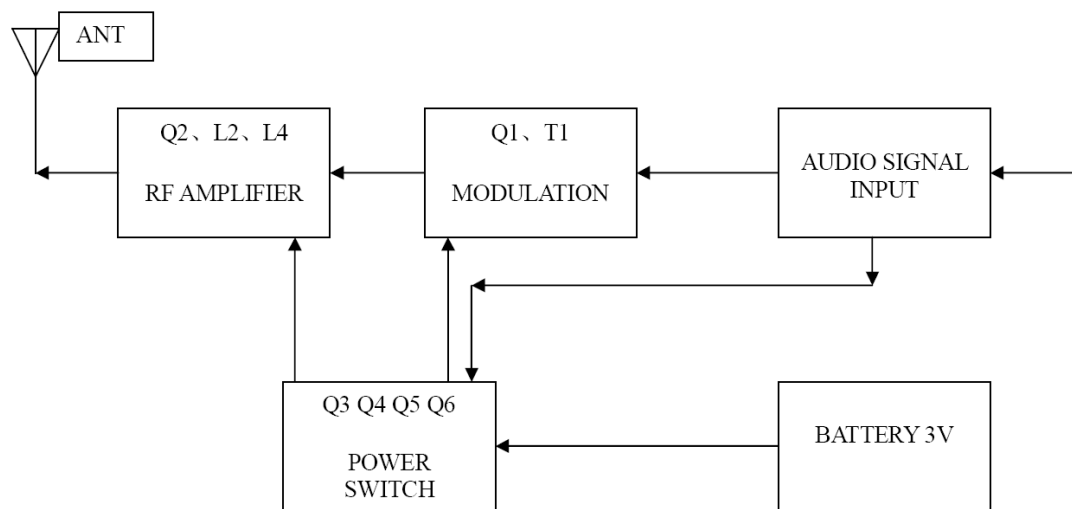 ANT
Q2、L2、L4
RF AMPLIFIER
Q1、T1
MODULATION
AUDIO SIGNAL
INPUT
Q3 Q4 Q5 Q6
POWER
SWITCH
BATTERY 3V